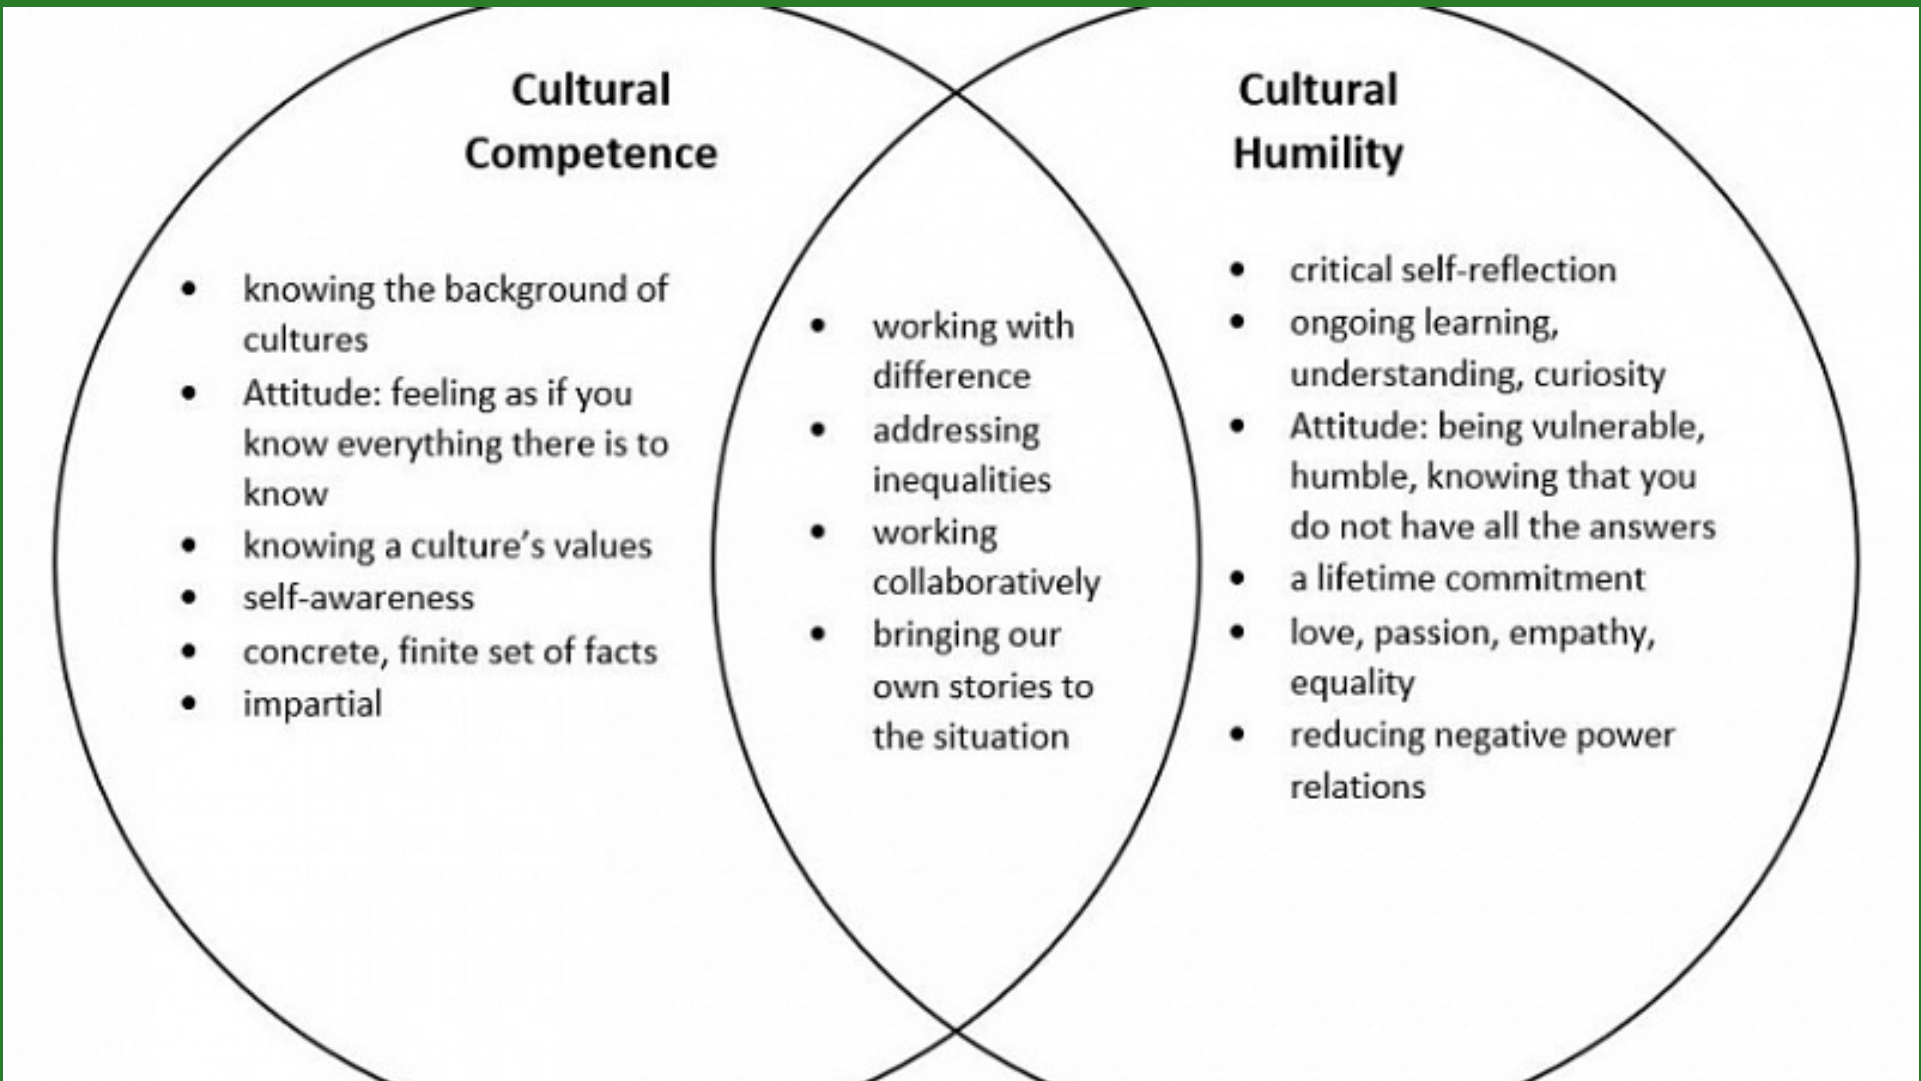 Cultural
Competence
• knowing the background of
cultures
• Attitude: feeling as if you
know everything there is to
know
• knowing a culture’s values
• self-awareness
• concrete, finite set of facts
• impartial
• working with
difference
• addressing
inequalities
• working
collaboratively
• bringing our
own stories to
the situation
Cultural
Humility
• critical self-reflection
• ongoing learning,
understanding, curiosity
• Attitude: being vulnerable,
humble, knowing that you
do not have all the answers
• a lifetime commitment
• love, passion, empathy,
equality
• reducing negative power
relations